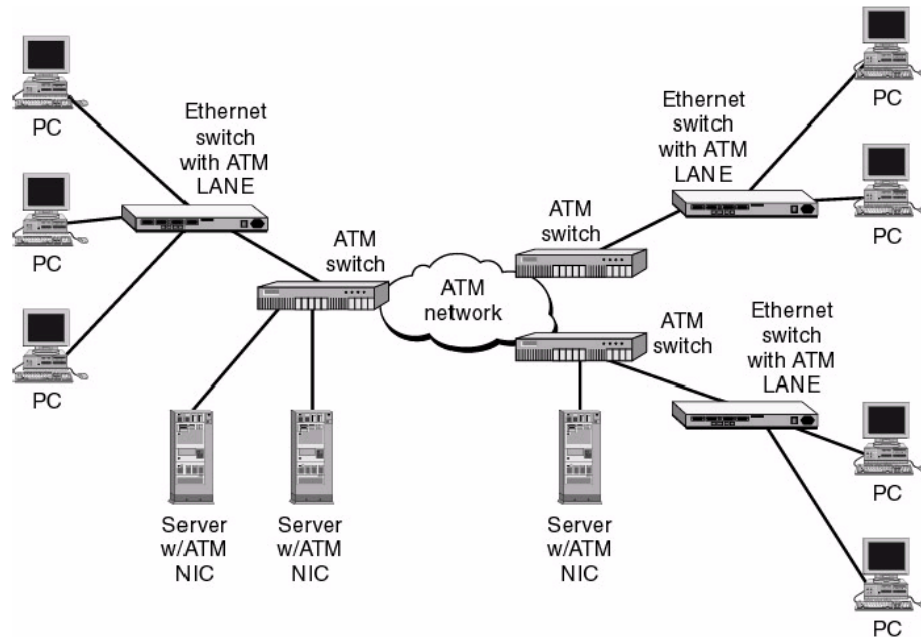 PC
PC
PC
Ethernet
switch
with ATM
LANE
ATM
switch
Server
w/ATM
NIC
Server
w/ATM
NIC
ATM
network
ATM
switch
Ethernet
switch
with ATM
LANE
PC
PC
ATM
switch
Server
w/ATM
NIC
Ethernet
switch
with ATM
LANE
PC
PC